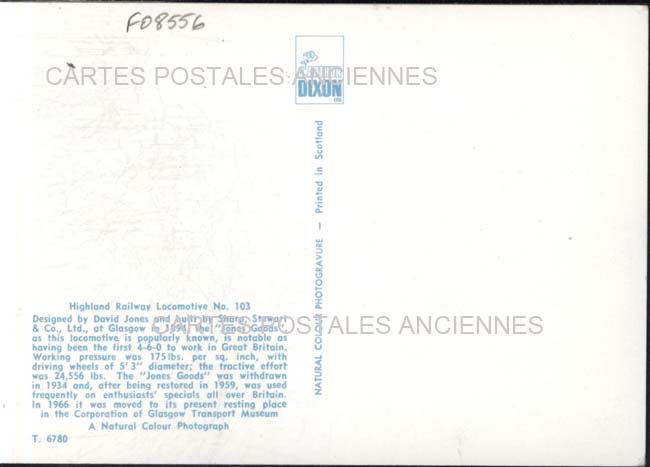 F08556
CARTES POSTALES ANCIENNES
DIXON
NATURAL COLOUR PHOTOGRAVURE — Printed in Scotland
Highland Railway Locomotive No. 103
Designed by David Jones and built by Sharp, Stewart
& Co., Ltd., at Glasgow in 1894, the "Jones Goods",
CARTES POSTALES ANCIENNES
as this locomotive is popularly known, is notable as
having been the first 4-6-0 to work in Great Britain.
Working pressure was 175 lbs. per sq. inch, with
driving wheels of 5' 3" diameter; the tractive effort
was 24,556 lbs. The "Jones Goods" was withdrawn
in 1934 and, after being restored in 1959, was used
frequently on enthusiasts' specials all over Britain.
In 1966 it was moved to its present resting place
in the Corporation of Glasgow Transport Museum
A Natural Colour Photograph
T. 6780